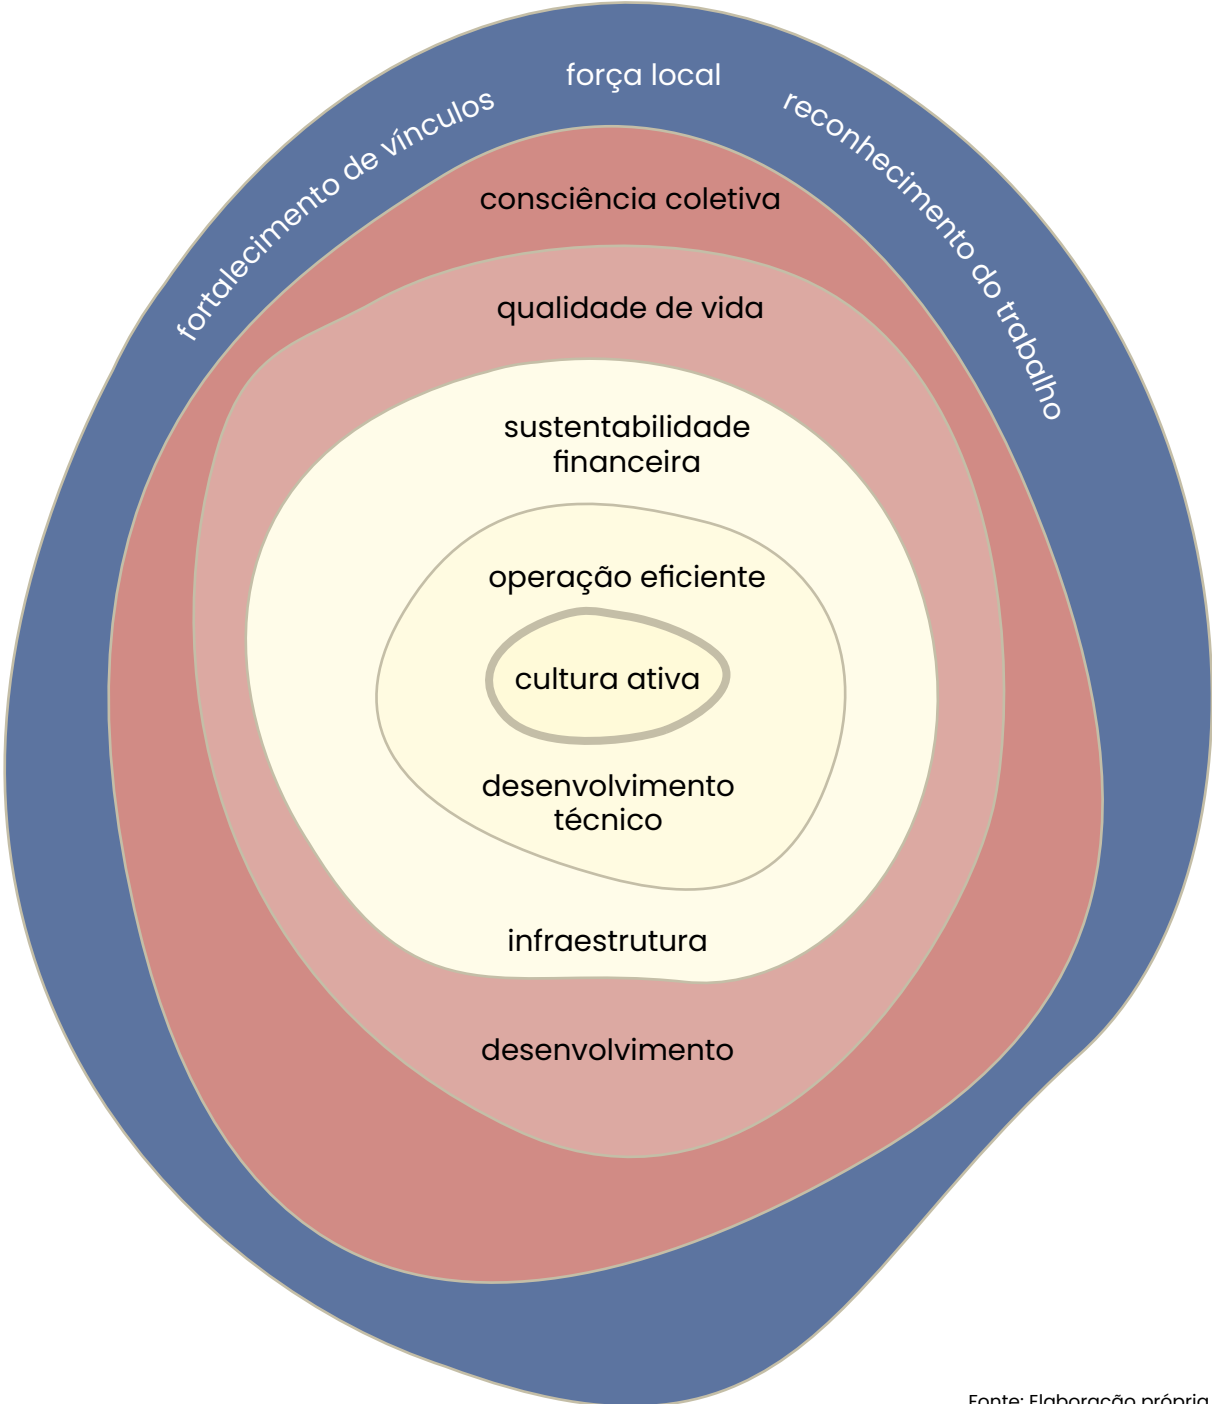 força local
fortalecimento de vínculos
reconhecimento do trabalho
consciência coletiva
qualidade de vida
sustentabilidade
financeira
operação eficiente
cultura ativa
desenvolvimento
técnico
infraestrutura
desenvolvimento
Fonte: Elaboração própria